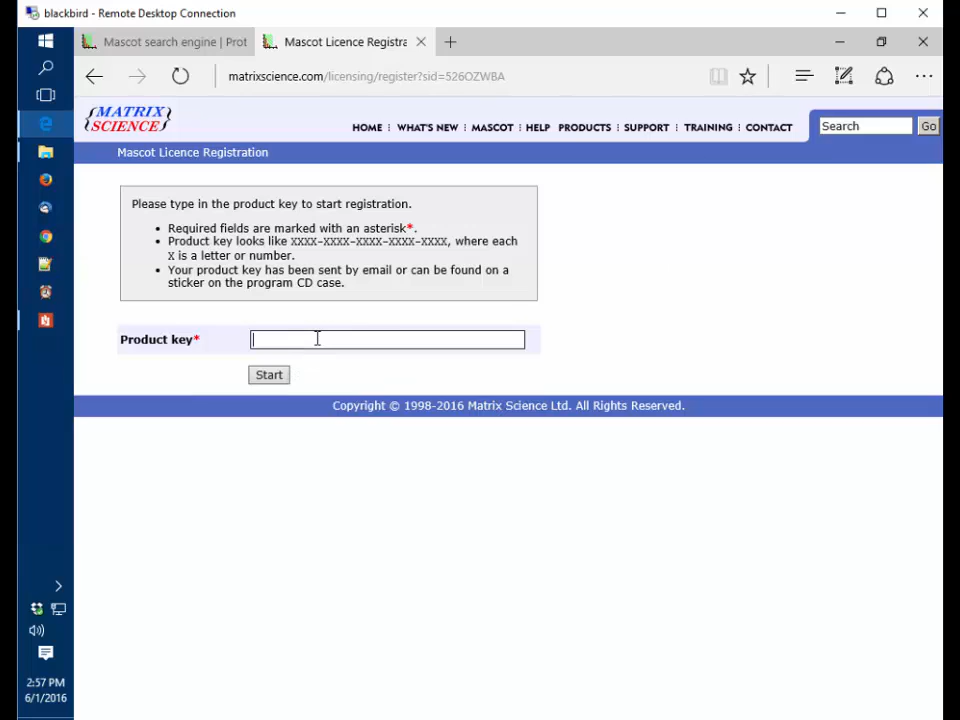 blackbird - Remote Desktop Connection
Mascot search engine | Prot
Mascot Licence Registra
matrixscience.com/licensing/register?sid=526OZWBA
{MATRIX
SCIENCE}
HOME WHAT'S NEW MASCOT HELP PRODUCTS SUPPORT TRAINING CONTACT
Search Go
Mascot Licence Registration
Please type in the product key to start registration.
• Required fields are marked with an asterisk*.
• Product key looks like XXXX-XXXX-XXXX-XXXX-XXXX, where each
X is a letter or number.
• Your product key has been sent by email or can be found on a
sticker on the program CD case.
Product key*
Start
Copyright © 1998-2016 Matrix Science Ltd. All Rights Reserved.
2:57 PM
6/1/2016